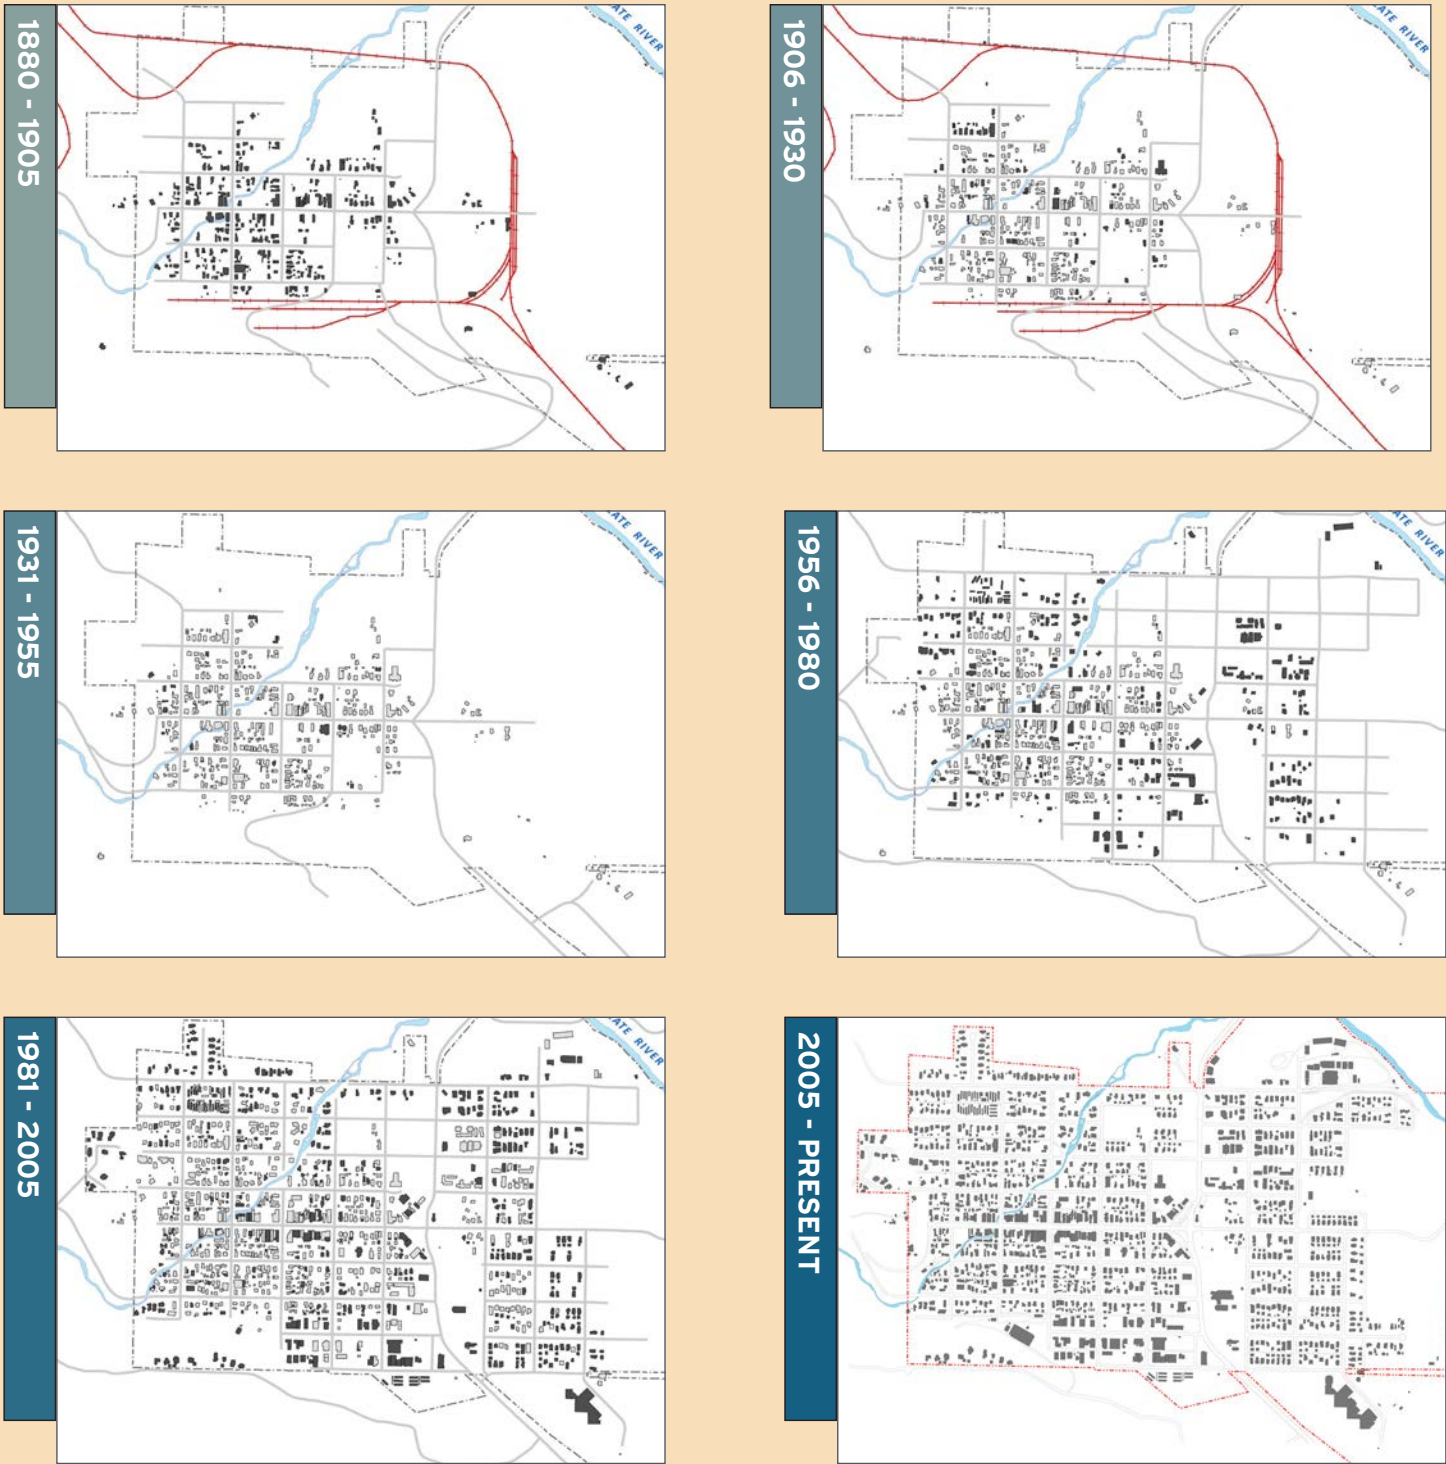 1880 - 1905
ATE RIVER
1906 - 1930
ATE RIVER
1931 - 1955
ATE RIVER
1956 - 1980
ATE RIVER
1981 - 2005
ATE RIVER
2005 - PRESENT